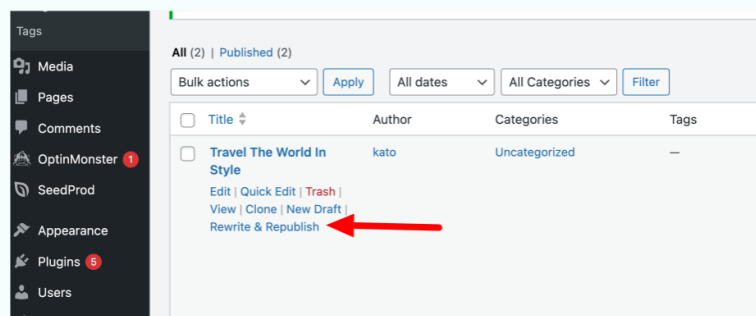 Tags
Media
Pages
Comments
OptinMonster 1
SeedProd
Appearance
Plugins 5
Users
All (2) | Published (2)
Bulk actions Apply All dates All Categories Filter
Title Author Categories Tags
Travel The World In kato Uncategorized —
Style
Edit | Quick Edit | Trash |
View | Clone | New Draft |
Rewrite & Republish